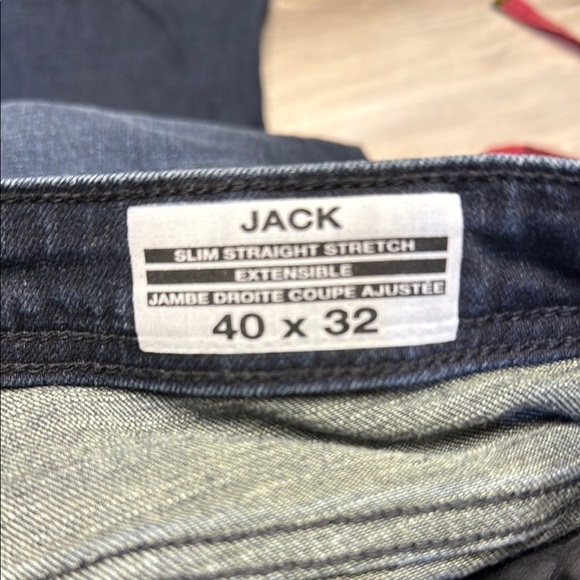 JACK
SLIM STRAIGHT STRETCH
EXTENSIBLE
JAMBE DROITE COUPE AJUSTÉE
40 x 32